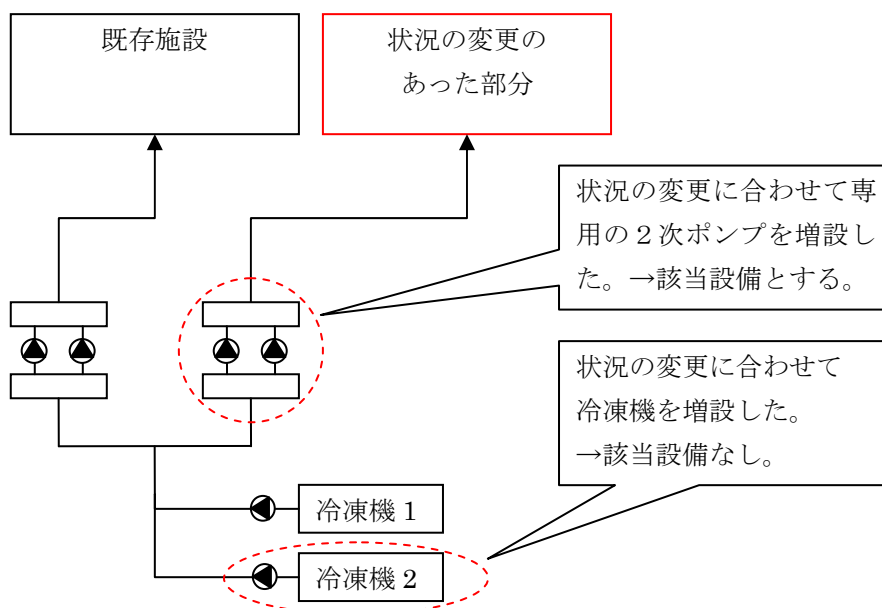 既存施設
状況の変更の
あった部分
状況の変更に合わせて専
用の２次ポンプを増設し
た。→該当設備とする。
状況の変更に合わせて
冷凍機を増設した。
→該当設備なし。
冷凍機１
冷凍機２